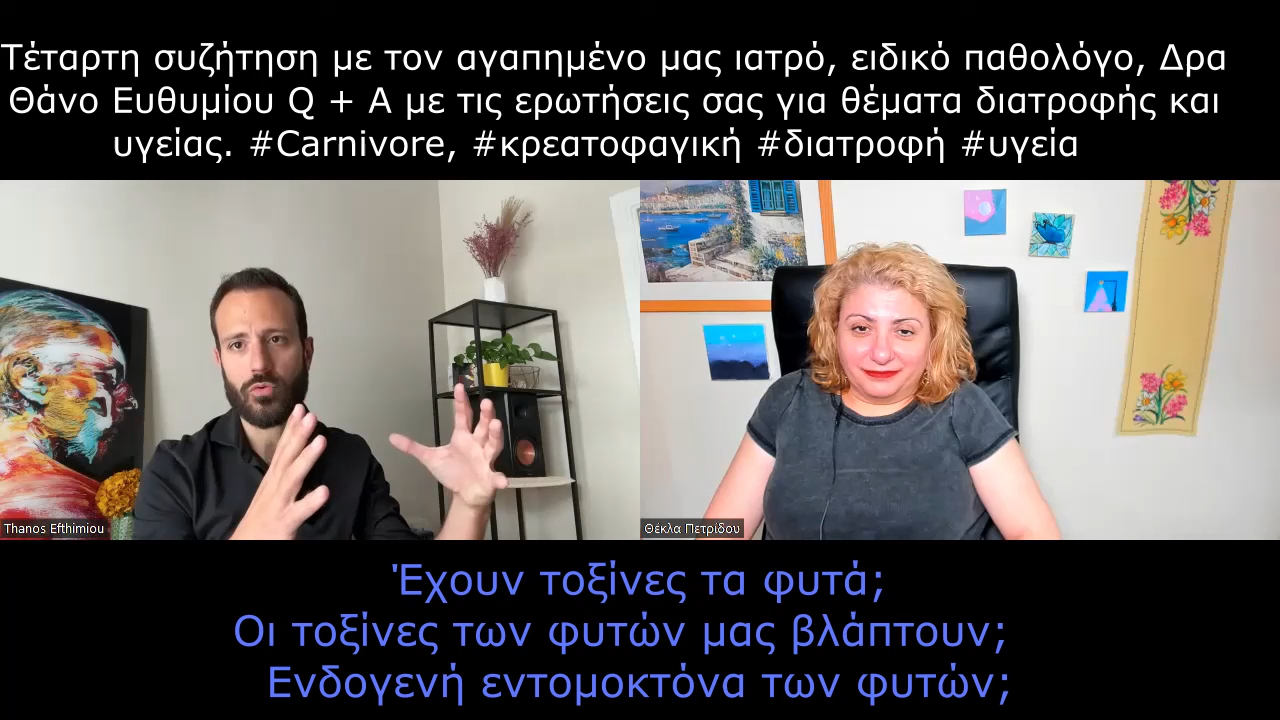 Τέταρτη συζήτηση με τον αγαπημένο μας ιατρό, ειδικό παθολόγο, Δρα
Θάνο Ευθυμίου Q + A με τις ερωτήσεις σας για θέματα διατροφής και
υγείας. #Carnivore, #κρεατοφαγική #διατροφή #υγεία
Thanos Efthimiou
Θέκλα Πετρίδου
Έχουν τοξίνες τα φυτά;
Οι τοξίνες των φυτών μας βλάπτουν;
Ενδογενή εντομοκτόνα των φυτών;